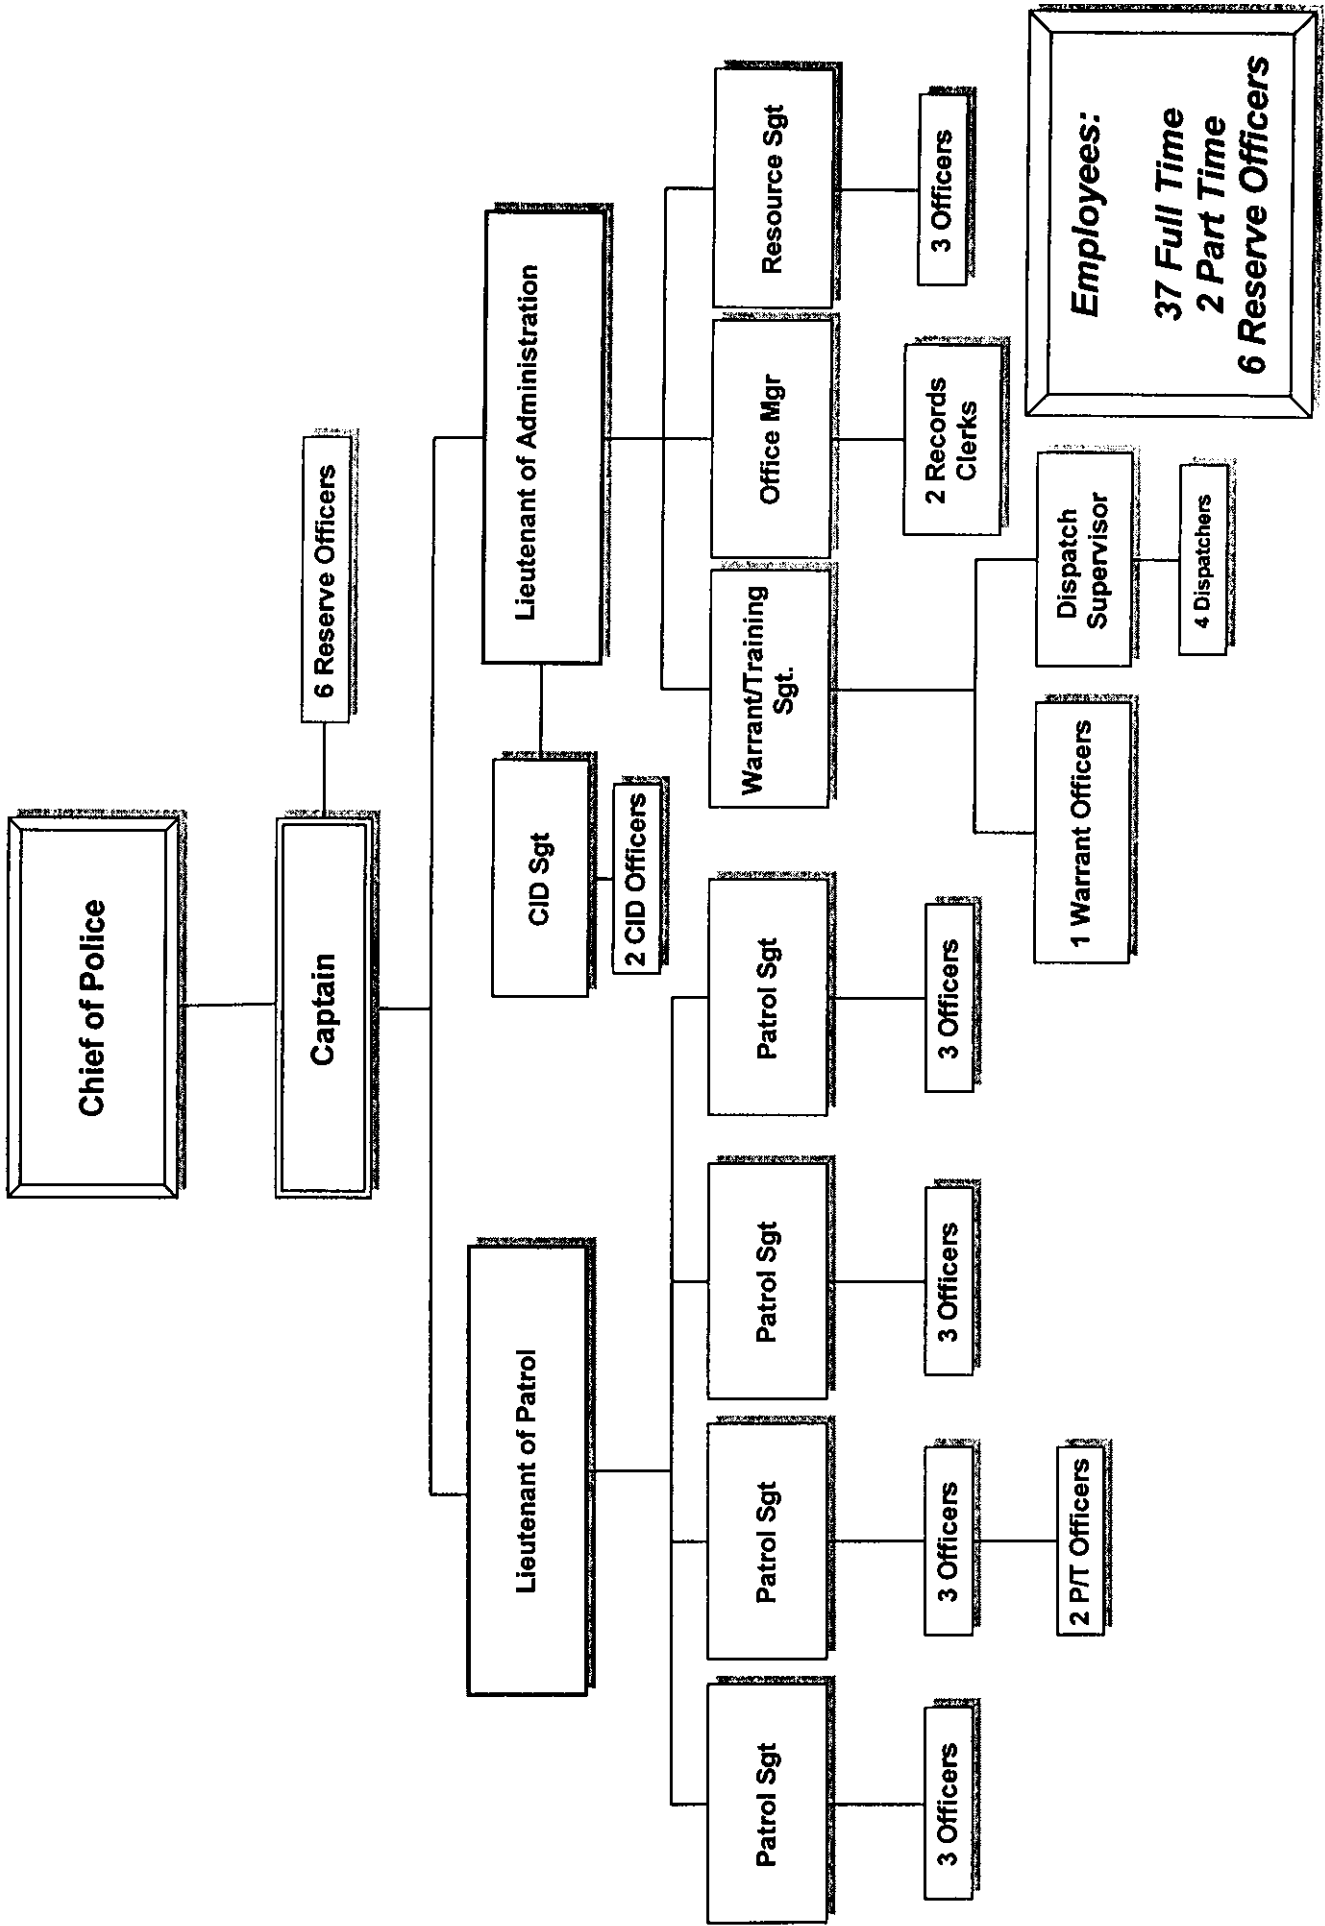 Chief of Police
Captain
6 Reserve Officers
Lieutenant of Patrol
Lieutenant of Administration
CID Sgt
2 CID Officers
Patrol Sgt
Patrol Sgt
Patrol Sgt
Patrol Sgt
Warrant/Training
Sgt.
Office Mgr
Resource Sgt
3 Officers
3 Officers
3 Officers
3 Officers
2 Records
Clerks
3 Officers
2 P/T Officers
1 Warrant Officers
Dispatch
Supervisor
4 Dispatchers
Employees:
37 Full Time
2 Part Time
6 Reserve Officers